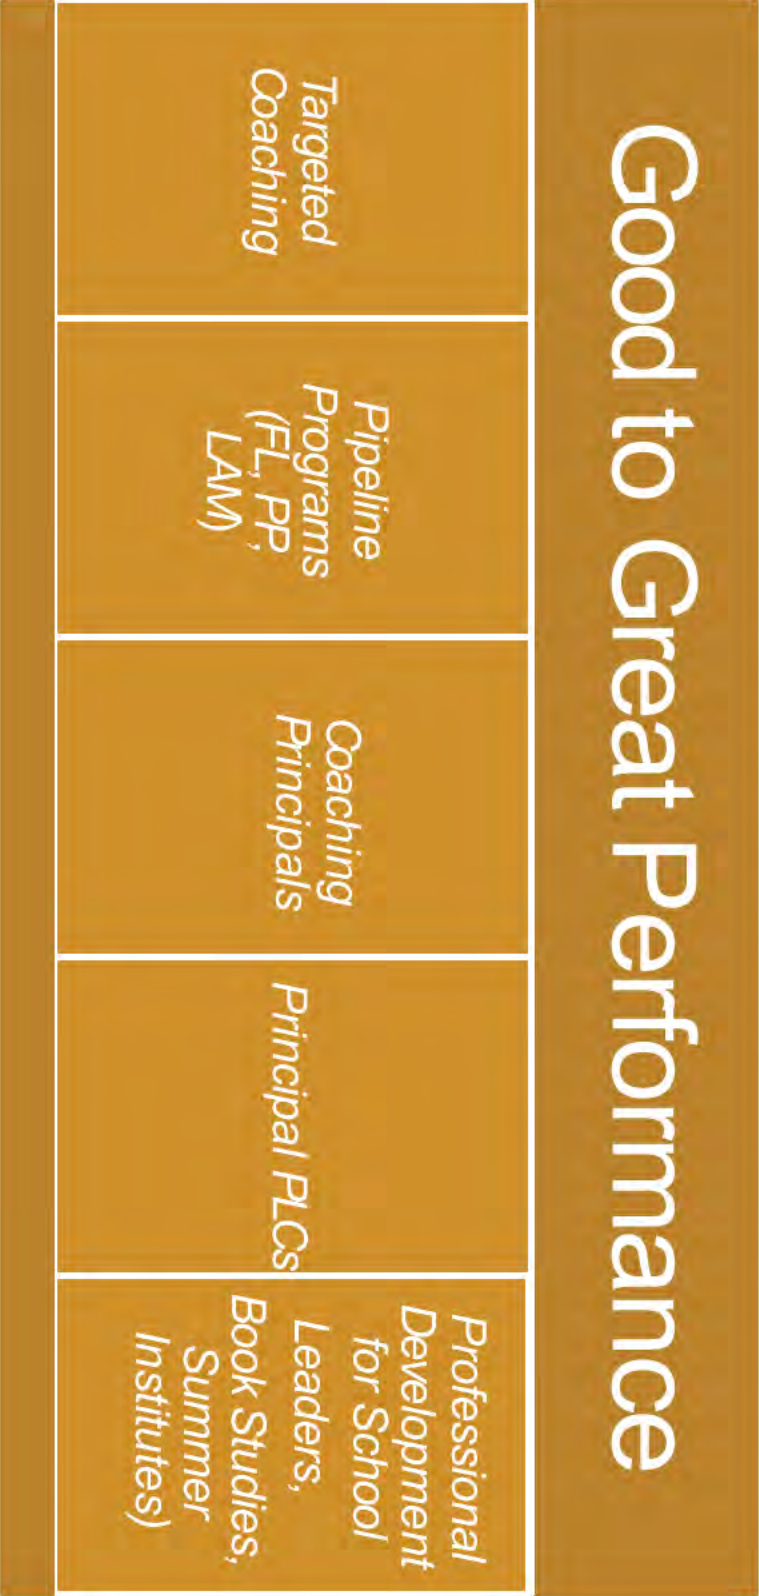 Good to Great Performance
Targeted
Coaching
Pipeline
Programs
(FL, PP ,
LAM)
Coaching
Principals
Principal PLCs
Professional
Development
for School
Leaders,
Book Studies,
Summer
Institutes)